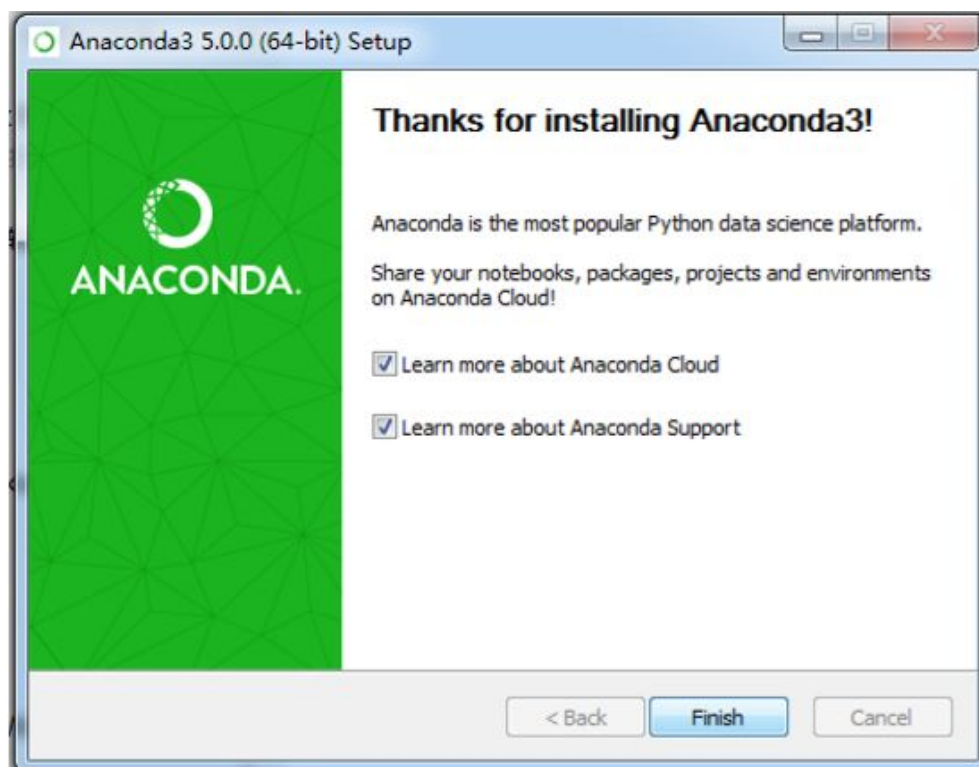 Anaconda3 5.0.0 (64-bit) Setup
Thanks for installing Anaconda3!
Anaconda is the most popular Python data science platform.
Share your notebooks, packages, projects and environments
on Anaconda Cloud!
ANACONDA.
Learn more about Anaconda Cloud
Learn more about Anaconda Support
< Back
Finish
Cancel